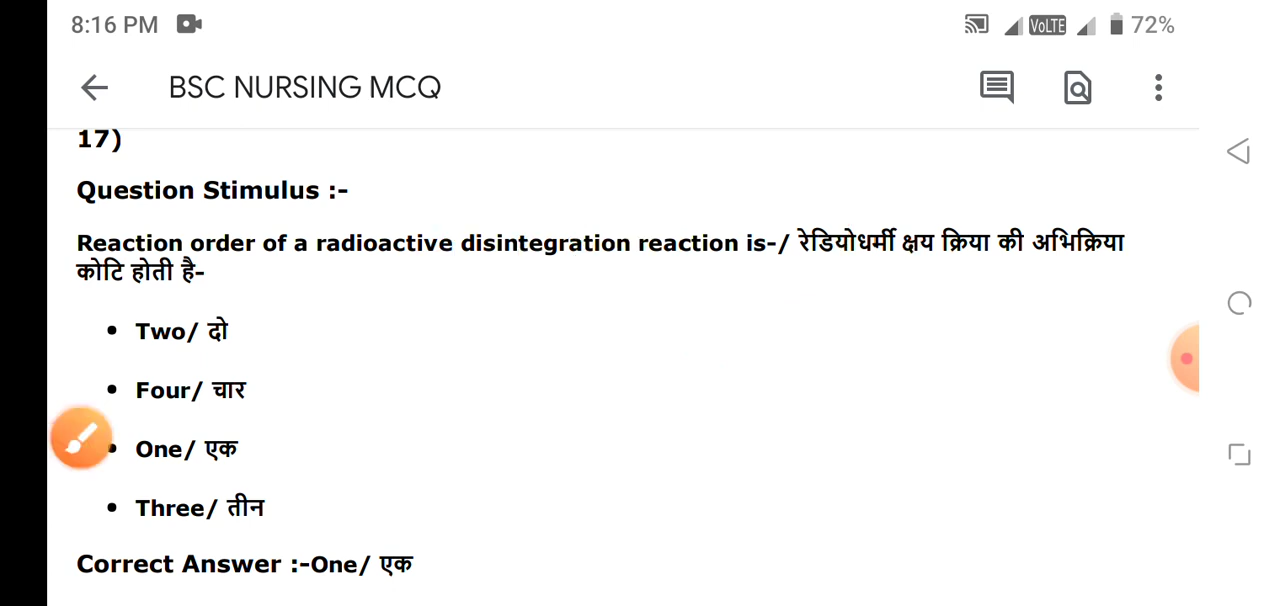 8:16 PM VoLTE 72%
BSC NURSING MCQ
17)
Question Stimulus :-
Reaction order of a radioactive disintegration reaction is-/ रेडियोधर्मी क्षय क्रिया की अभिक्रिया
कोटि होती है-
• Two/ दो
• Four/ चार
• One/ एक
• Three/ तीन
Correct Answer :-One/ एक